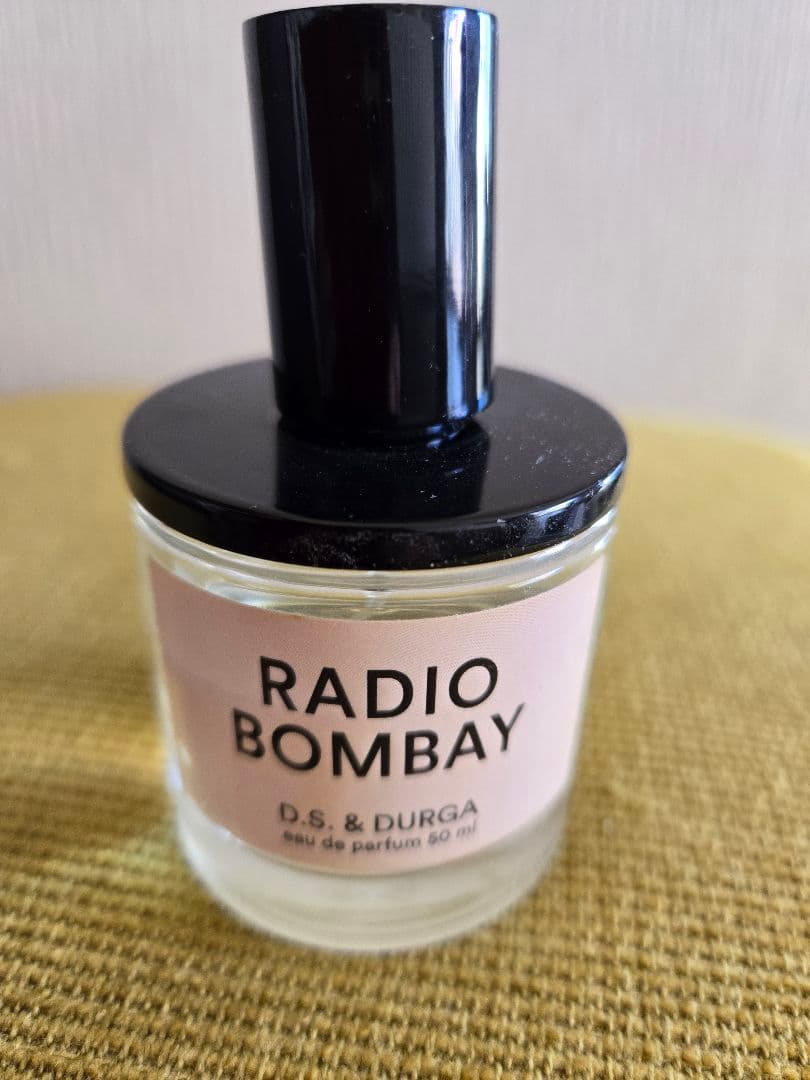 RADIO
BOMBAY
D.S. & DURGA
eau de parfum 50 ml